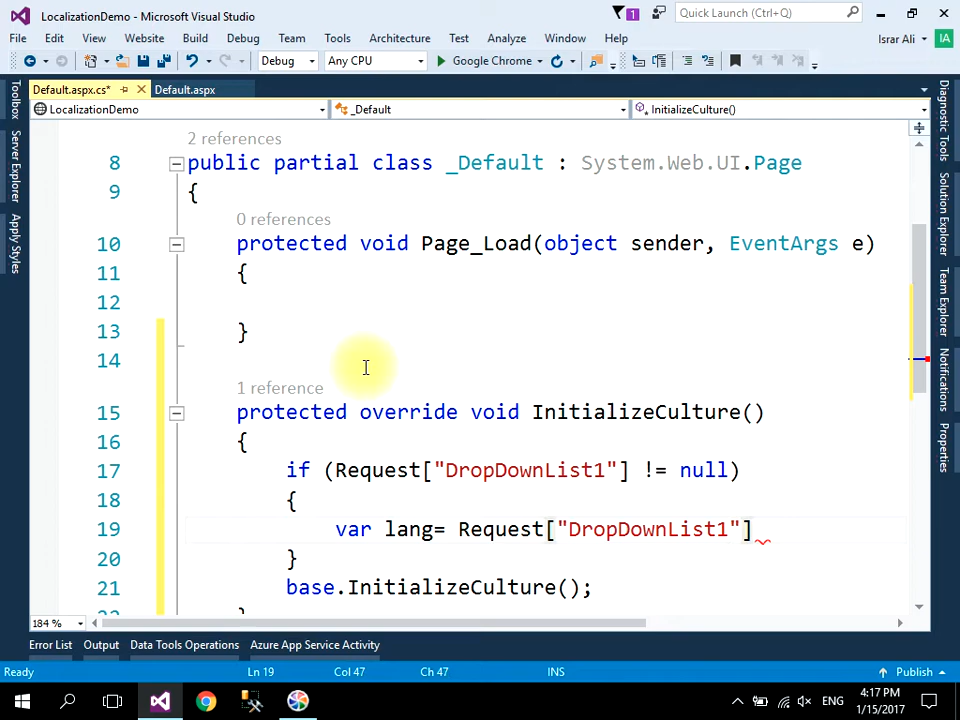 LocalizationDemo - Microsoft Visual Studio
1
Quick Launch (Ctrl+Q)
File Edit View Website Build Debug Team Tools Architecture Test Analyze Window Help
Israr Ali IA
Debug Any CPU Google Chrome
Default.aspx.cs* Default.aspx
LocalizationDemo _Default InitializeCulture()
Toolbox
Server Explorer
Apply Styles
2 references
8 public partial class _Default : System.Web.UI.Page
9 {
0 references
10 protected void Page_Load(object sender, EventArgs e)
11 {
12
13 }
14
1 reference
15 protected override void InitializeCulture()
16 {
17 if (Request["DropDownList1"] != null)
18 {
19 var lang= Request["DropDownList1"]
20 }
21 base.InitializeCulture();
22 }
Diagnostic Tools
Solution Explorer
Team Explorer
Notifications
Properties
184 %
Error List Output Data Tools Operations Azure App Service Activity
Ready Ln 19 Col 47 Ch 47 INS Publish
ENG
4:17 PM
1/15/2017